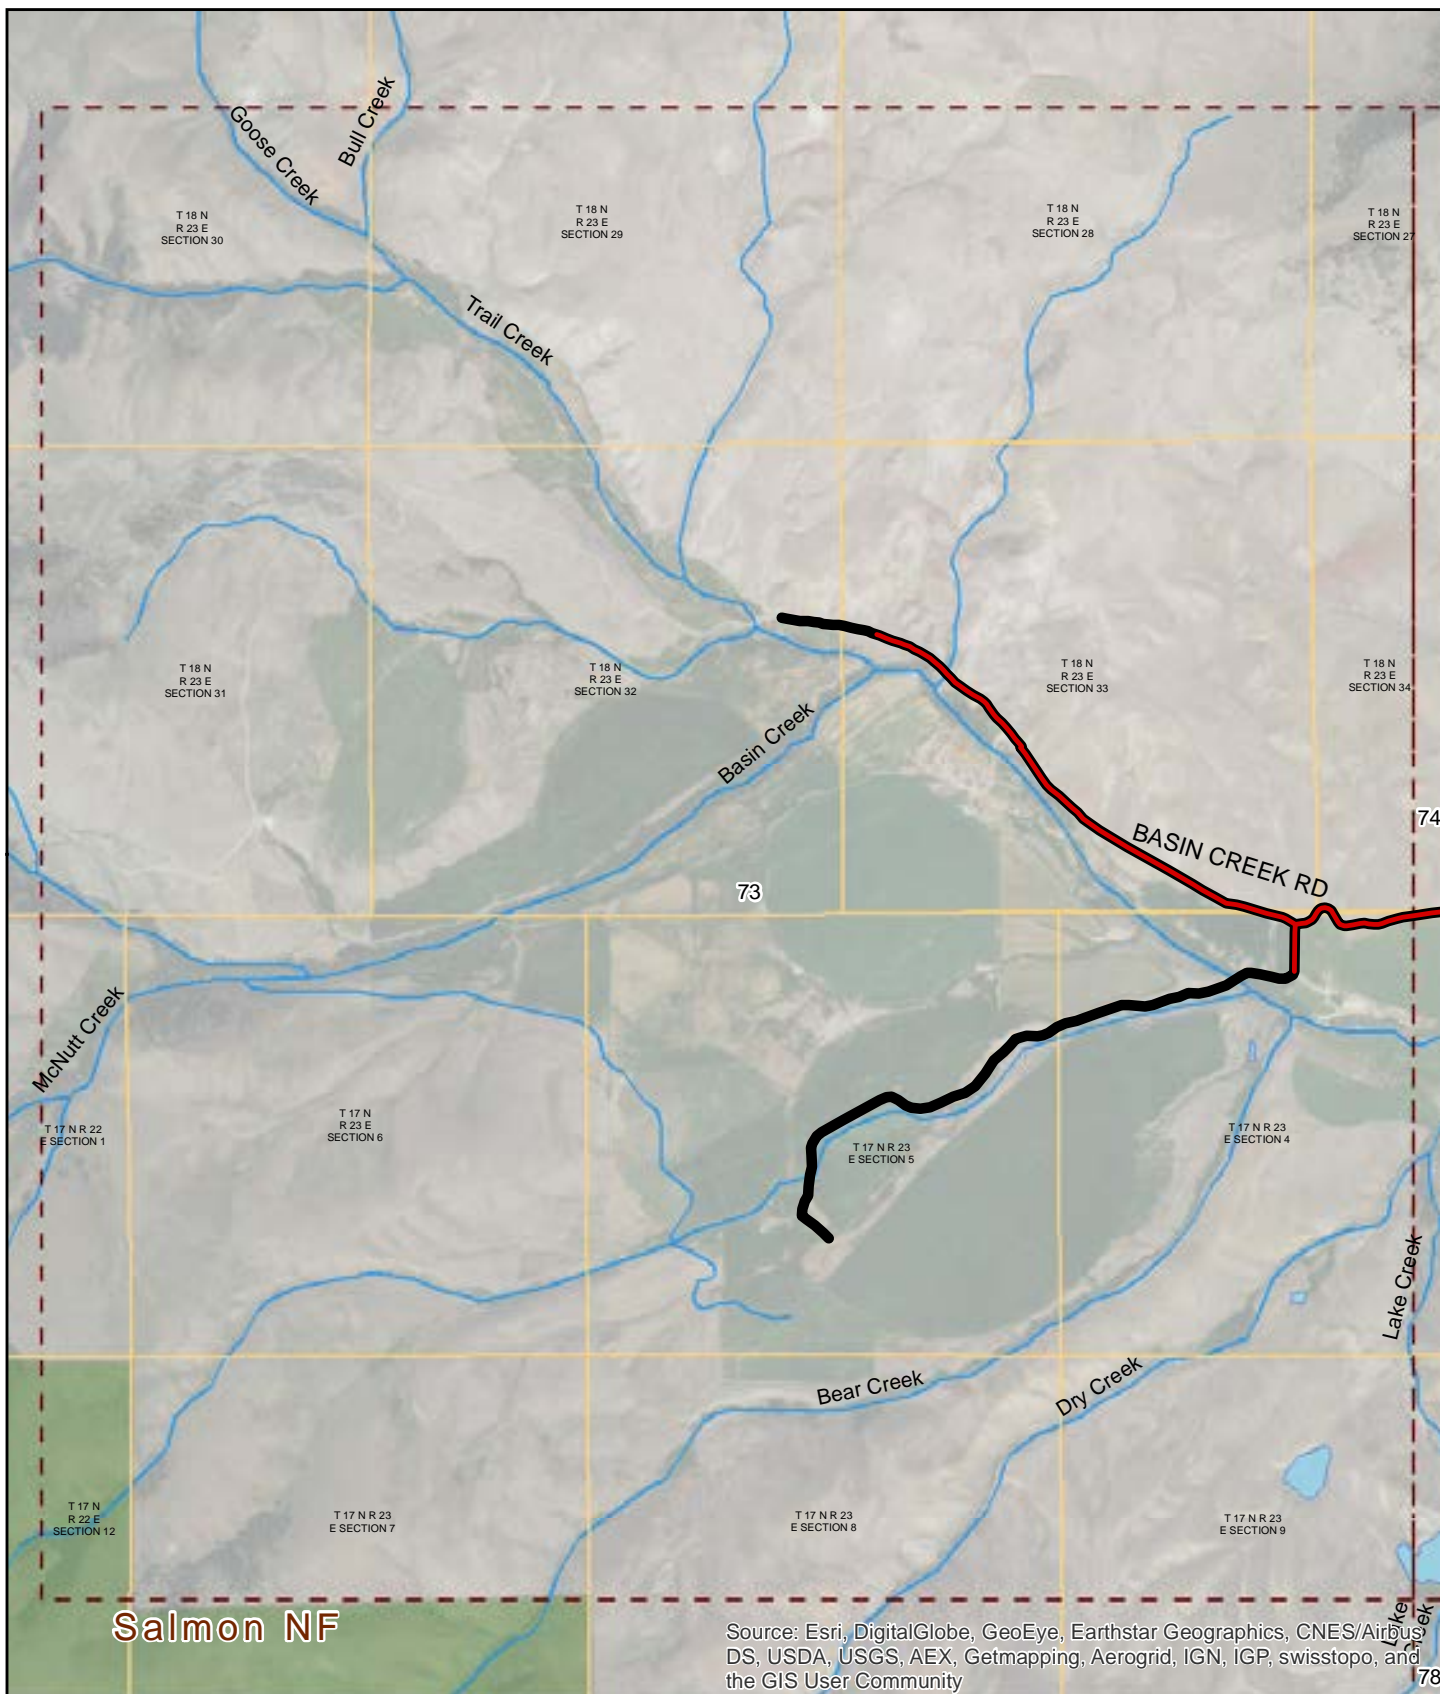 Goose Creek
Bull Creek
T 18 N
R 23 E
SECTION 30
T 18 N
R 23 E
SECTION 29
T 18 N
R 23 E
SECTION 28
T 18 N
R 23 E
SECTION 27
Trail Creek
T 18 N
R 23 E
SECTION 31
T 18 N
R 23 E
SECTION 32
T 18 N
R 23 E
SECTION 33
T 18 N
R 23 E
SECTION 34
Basin Creek
74
BASIN CREEK RD
73
McNutt Creek
T 17 N R 22
E SECTION 1
T 17 N
R 23 E
SECTION 6
T 17 N R 23
E SECTION 5
T 17 N R 23
E SECTION 4
Lake Creek
Bear Creek
Dry Creek
T 17 N
R 22 E
SECTION 12
T 17 N R 23
E SECTION 7
T 17 N R 23
E SECTION 8
T 17 N R 23
E SECTION 9
Salmon NF
Lake
Creek
Source: Esri, DigitalGlobe, GeoEye, Earthstar Geographics, CNES/Airbus
DS, USDA, USGS, AEX, Getmapping, Aerogrid, IGN, IGP, swisstopo, and
the GIS User Community
78